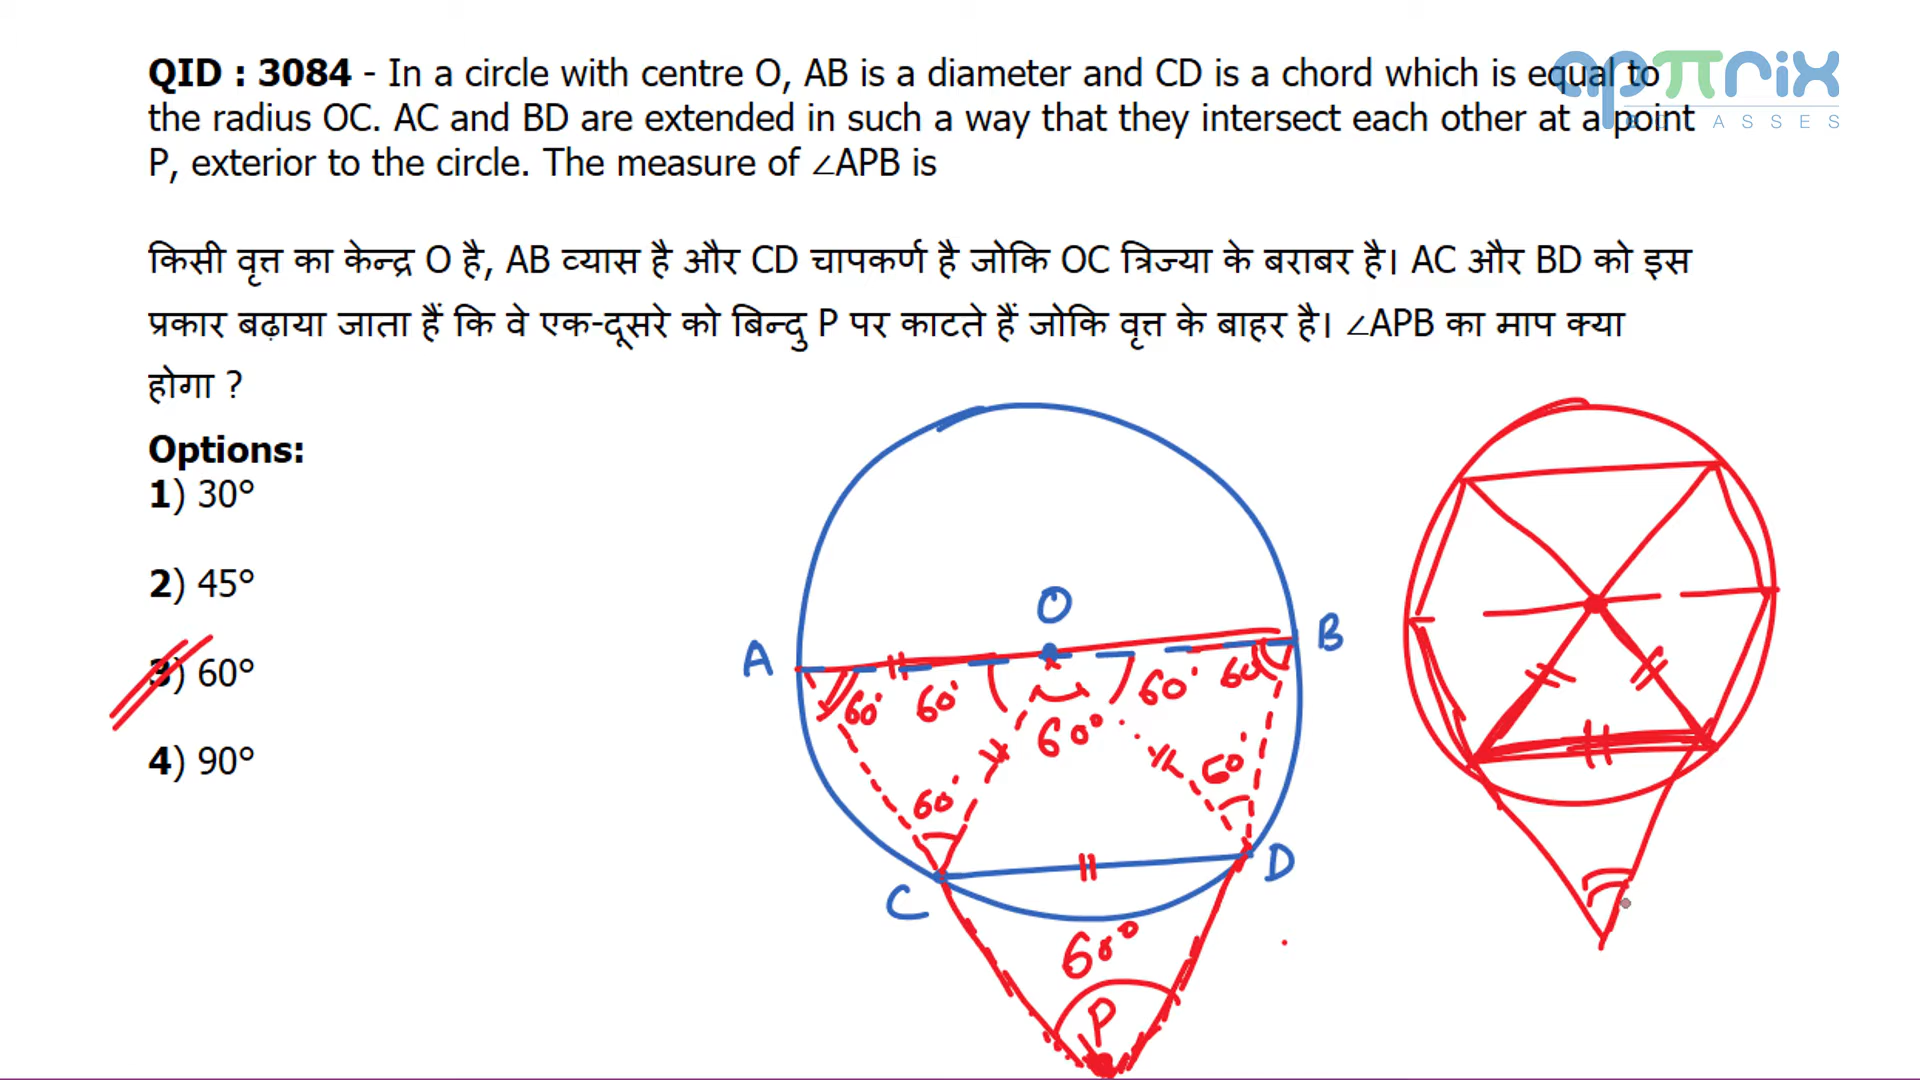 QID : 3084 - In a circle with centre O, AB is a diameter and CD is a chord which is equal to
the radius OC. AC and BD are extended in such a way that they intersect each other at a point
P, exterior to the circle. The measure of ∠APB is
किसी वृत्त का केन्द्र O है, AB व्यास है और CD चापकर्ण है जोकि OC त्रिज्या के बराबर है। AC और BD को इस
प्रकार बढ़ाया जाता हैं कि वे एक-दूसरे को बिन्दु P पर काटते हैं जोकि वृत्त के बाहर है। ∠APB का माप क्या
होगा ?
Options:
1) 30°
2) 45°
3) 60°
4) 90°
O
A
B
60°
60°
60°
60
60°
60°
60°
C
D
60°
P